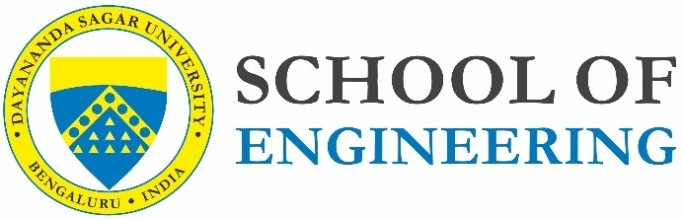 • DAYANANDA SAGAR UNIVERSITY •
BENGALURU • INDIA
SCHOOL OF
ENGINEERING